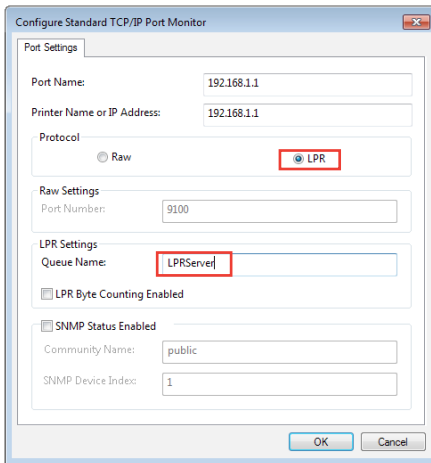 Configure Standard TCP/IP Port Monitor
Port Settings
Port Name: 192.168.1.1
Printer Name or IP Address: 192.168.1.1
Protocol
Raw LPR
Raw Settings
Port Number: 9100
LPR Settings
Queue Name: LPRServer
LPR Byte Counting Enabled
SNMP Status Enabled
Community Name: public
SNMP Device Index: 1
OK Cancel